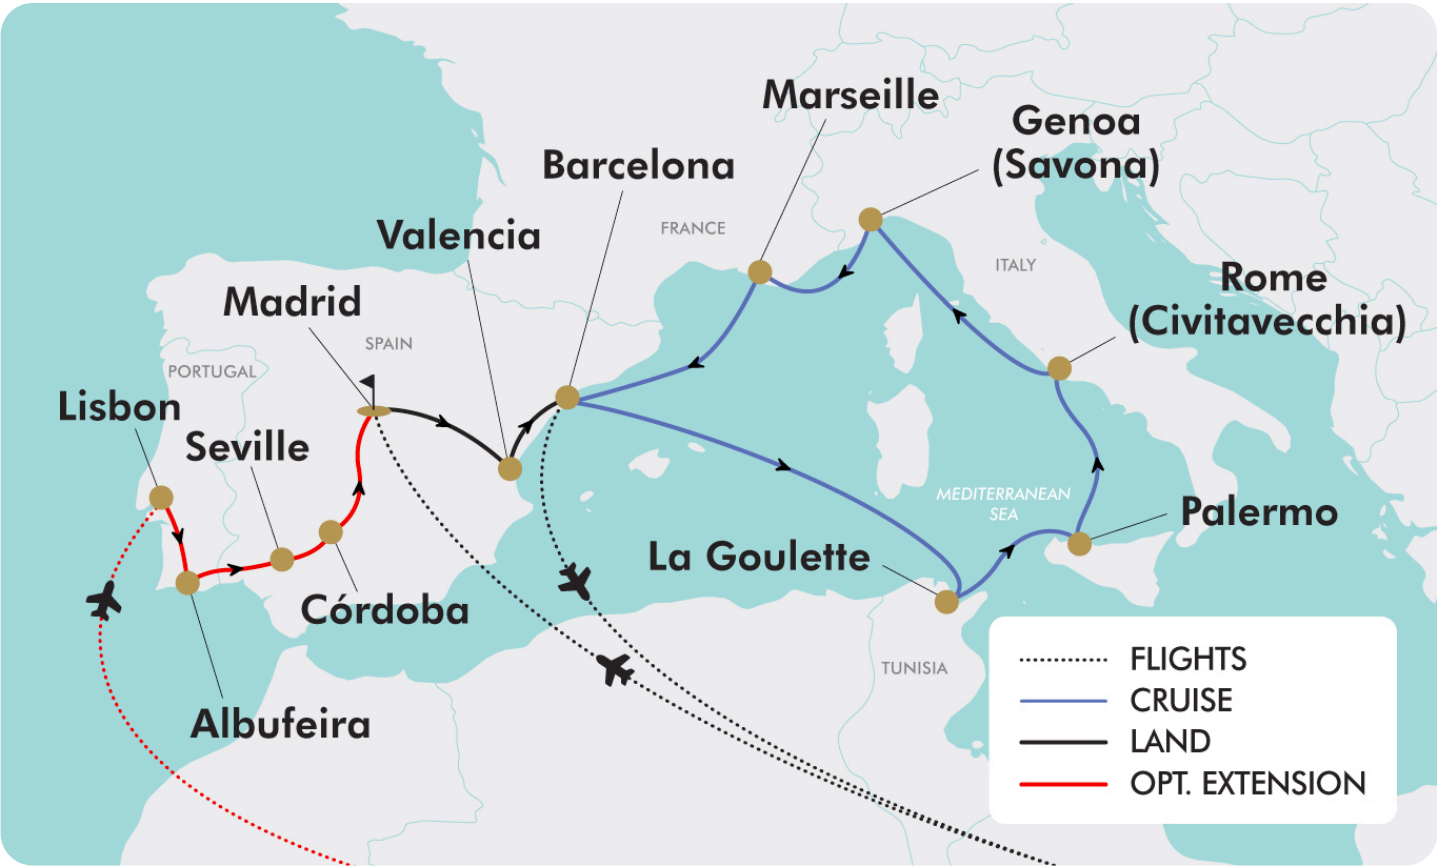 Marseille
Genoa
(Savona)
Barcelona
Valencia
FRANCE
ITALY
Rome
(Civitavecchia)
Madrid
SPAIN
PORTUGAL
Lisbon
Seville
MEDITERRANEAN
SEA
Palermo
La Goulette
Córdoba
TUNISIA
Albufeira
FLIGHTS
CRUISE
LAND
OPT. EXTENSION